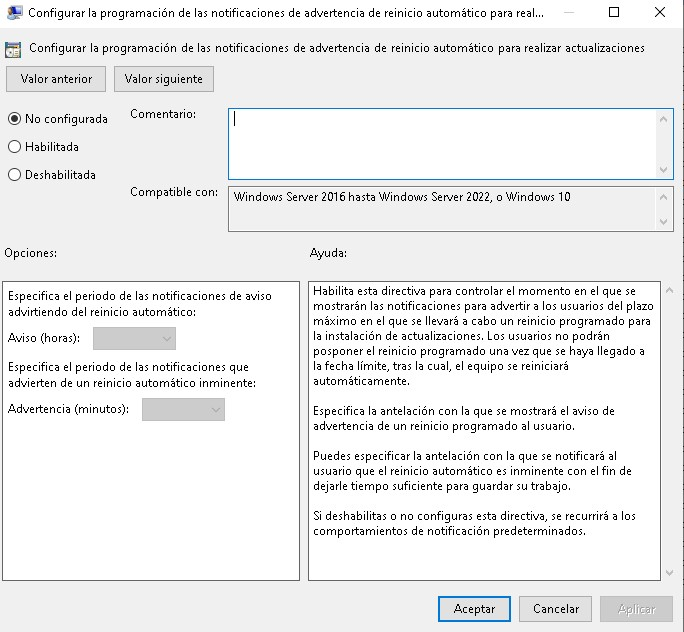 Configurar la programación de las notificaciones de advertencia de reinicio automático para real...
Configurar la programación de las notificaciones de advertencia de reinicio automático para realizar actualizaciones
Valor anterior
Valor siguiente
No configurada
Comentario:
Habilitada
Deshabilitada
Compatible con:
Windows Server 2016 hasta Windows Server 2022, o Windows 10
Opciones:
Ayuda:
Especifica el periodo de las notificaciones de aviso
advirtiendo del reinicio automático:
Aviso (horas):
Especifica el periodo de las notificaciones que
advierten de un reinicio automático inminente:
Advertencia (minutos):
Habilita esta directiva para controlar el momento en el que se
mostrarán las notificaciones para advertir a los usuarios del plazo
máximo en el que se llevará a cabo un reinicio programado para
la instalación de actualizaciones. Los usuarios no podrán
posponer el reinicio programado una vez que se haya llegado a
la fecha límite, tras la cual, el equipo se reiniciará
automáticamente.
Especifica la antelación con la que se mostrará el aviso de
advertencia de un reinicio programado al usuario.
Puedes especificar la antelación con la que se notificará al
usuario que el reinicio automático es inminente con el fin de
dejarle tiempo suficiente para guardar su trabajo.
Si deshabilitas o no configuras esta directiva, se recurrirá a los
comportamientos de notificación predeterminados.
Aceptar
Cancelar
Aplicar